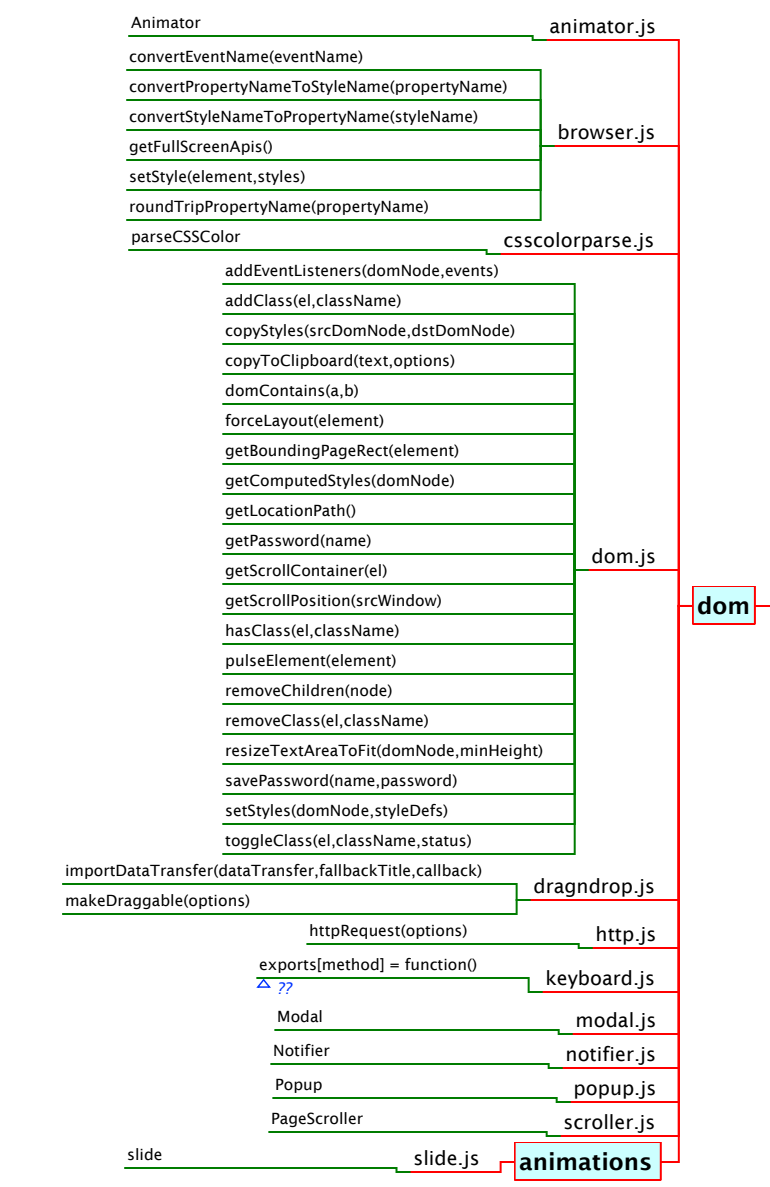 Animator
animator.js
convertEventName(eventName)
convertPropertyNameToStyleName(propertyName)
convertStyleNameToPropertyName(styleName)
browser.js
getFullScreenApis()
setStyle(element,styles)
roundTripPropertyName(propertyName)
parseCSSColor
csscolorparse.js
addEventListeners(domNode,events)
addClass(el,className)
copyStyles(srcDomNode,dstDomNode)
copyToClipboard(text,options)
domContains(a,b)
forceLayout(element)
getBoundingPageRect(element)
getComputedStyles(domNode)
getLocationPath()
getPassword(name)
dom.js
getScrollContainer(el)
getScrollPosition(srcWindow)
dom
hasClass(el,className)
pulseElement(element)
removeChildren(node)
removeClass(el,className)
resizeTextAreaToFit(domNode,minHeight)
savePassword(name,password)
setStyles(domNode,styleDefs)
toggleClass(el,className,status)
importDataTransfer(dataTransfer,fallbackTitle,callback)
dragndrop.js
makeDraggable(options)
httpRequest(options)
http.js
exports[method] = function()
keyboard.js
??
Modal
modal.js
Notifier
notifier.js
Popup
popup.js
PageScroller
scroller.js
slide
slide.js
animations